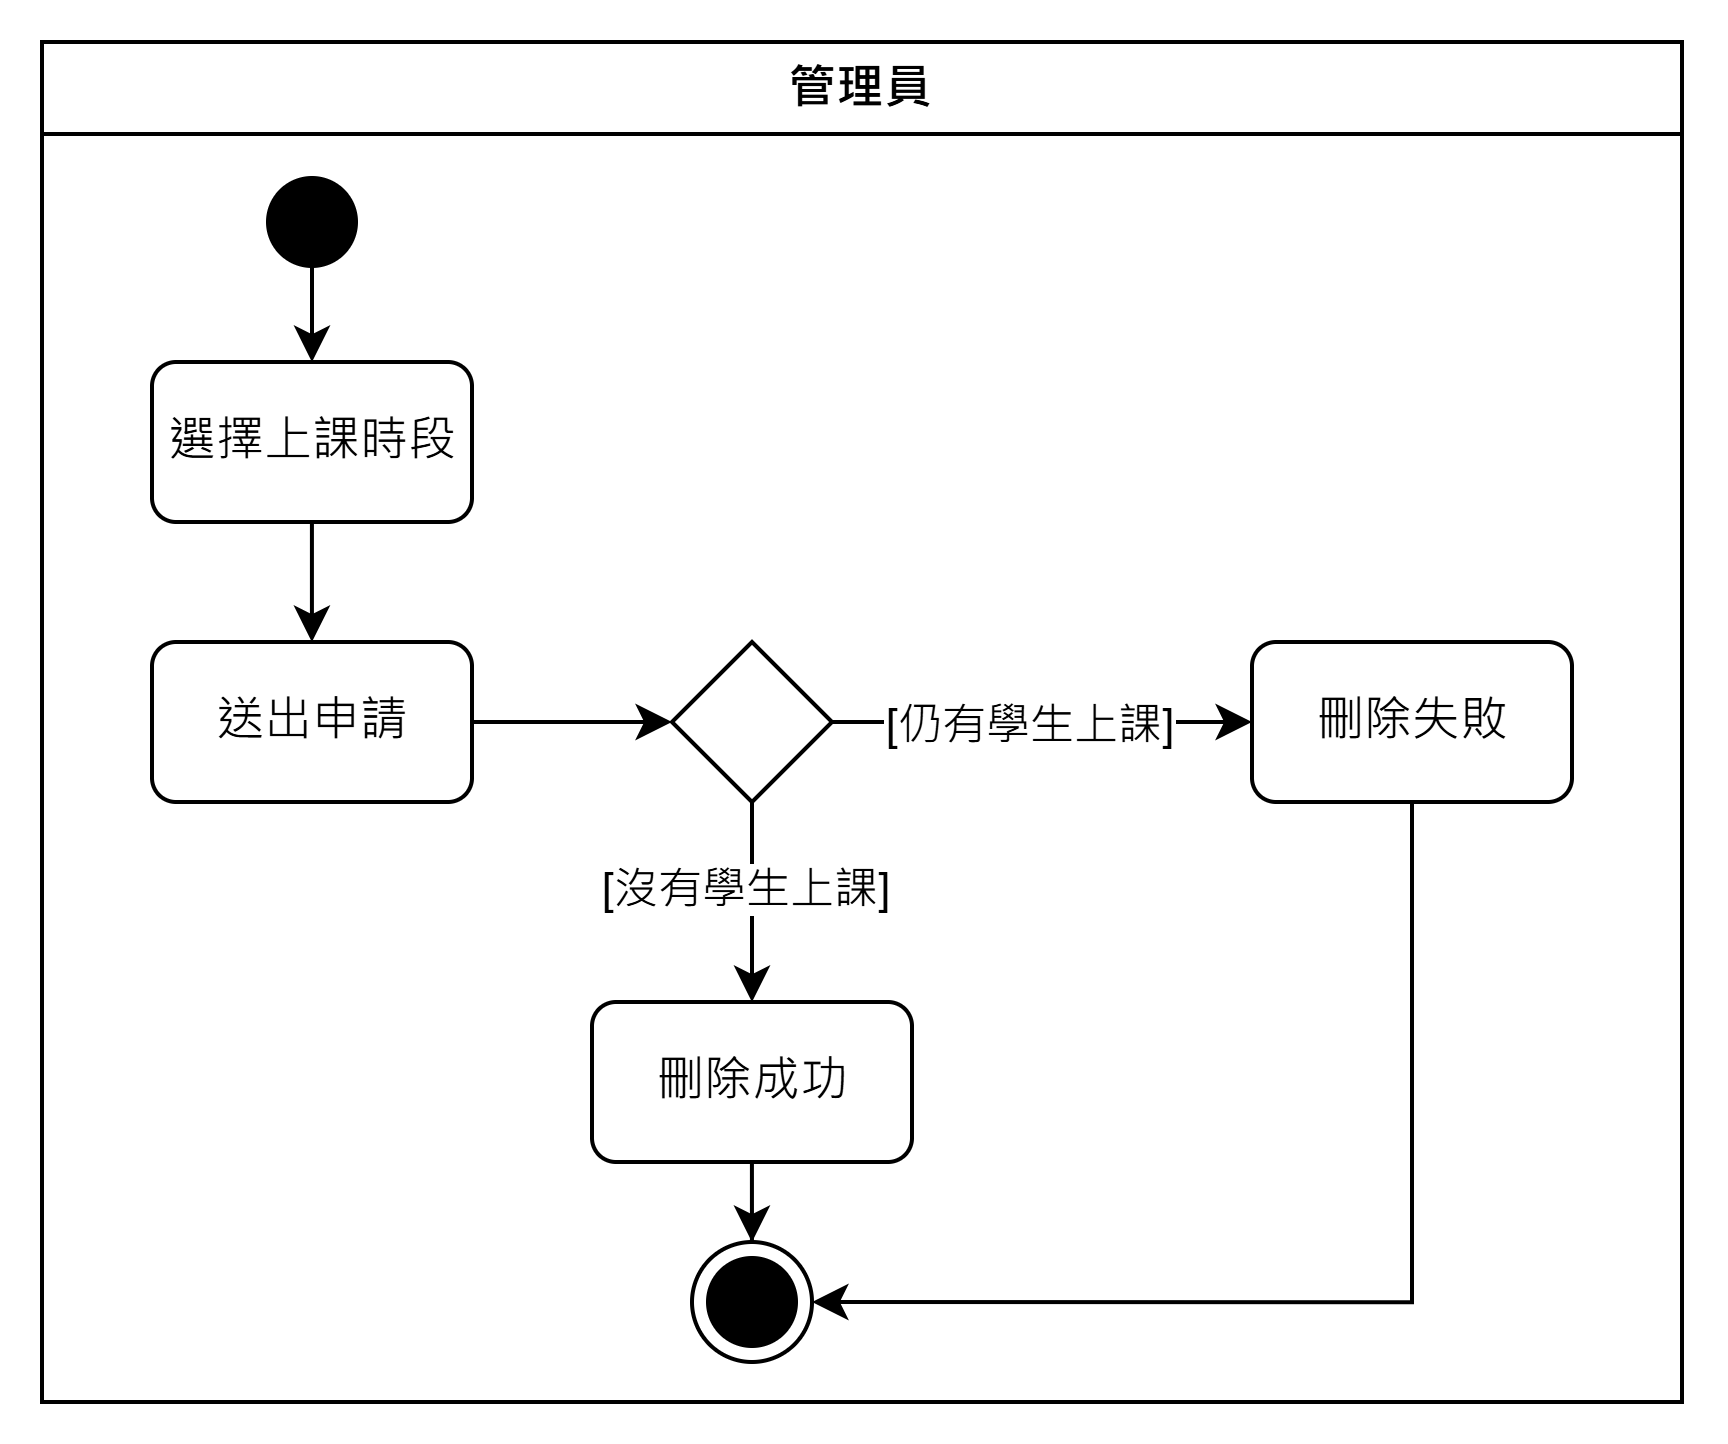 管理員
選擇上課時段
送出申請
[仍有學生上課]
刪除失敗
[沒有學生上課]
刪除成功